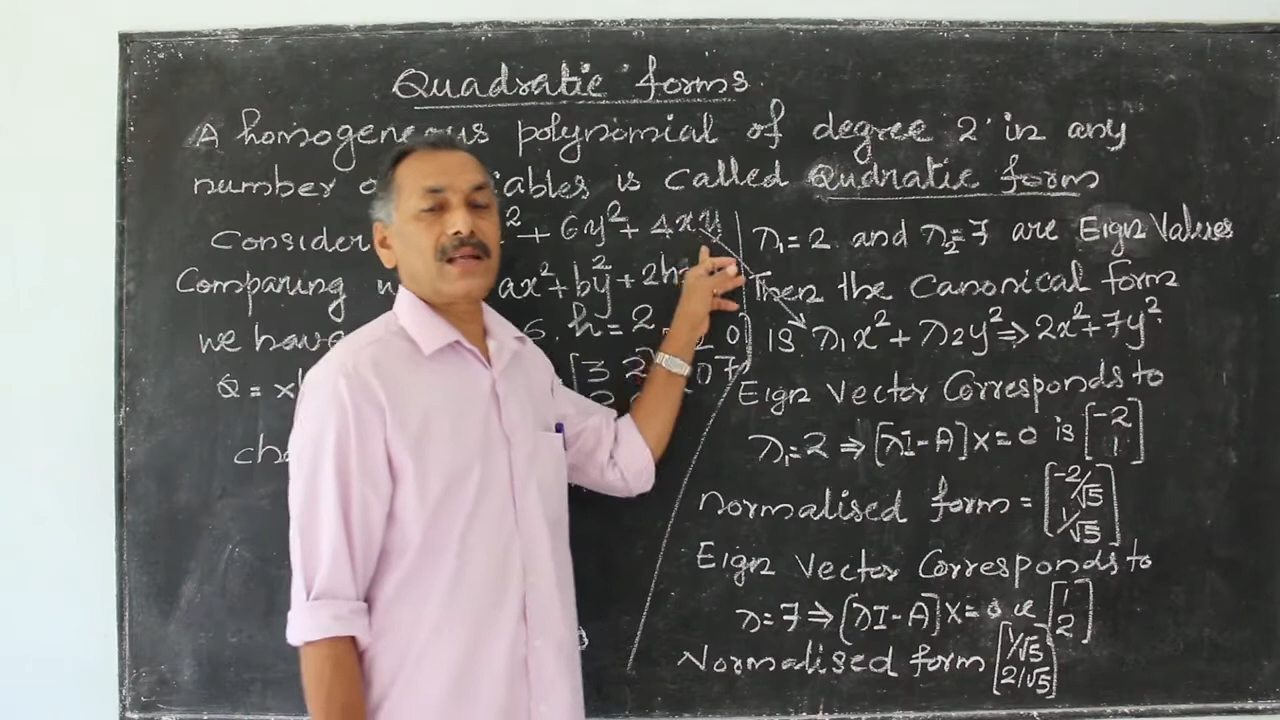 Quadratic forms.
A homogeneous polynomial of degree 2 in any
number iables is called Qudratic form
Consider ² + 6y² + 4xy
Comparing ax² + by² + 2h
we have 6. h = 2
Q = x
[3 2
λ₁ = 2 and λ₂ = 7 are Eign Values
Then the Canonical form
is λ₁x² + λ₂y² ⇒ 2x² + 7y²
Eign Vector Corresponds to
λ₁ = 2 ⇒ [λI - A]X = 0 is [-2
1]
normalised form = [-2/√5
1/√5]
Eign Vector Corresponds to
λ = 7 ⇒ [λI - A]X = 0 is [1
2]
Normalised form [1/√5
2/√5]